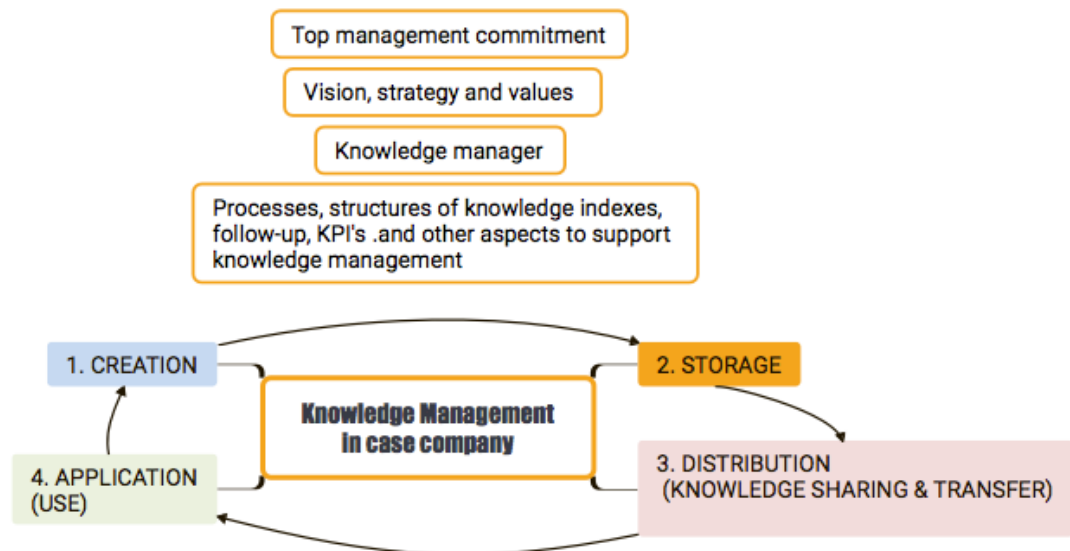 Top management commitment
Vision, strategy and values
Knowledge manager
Processes, structures of knowledge indexes,
follow-up, KPI's .and other aspects to support
knowledge management
1. CREATION
2. STORAGE
Knowledge Management
in case company
4. APPLICATION
(USE)
3. DISTRIBUTION
(KNOWLEDGE SHARING & TRANSFER)